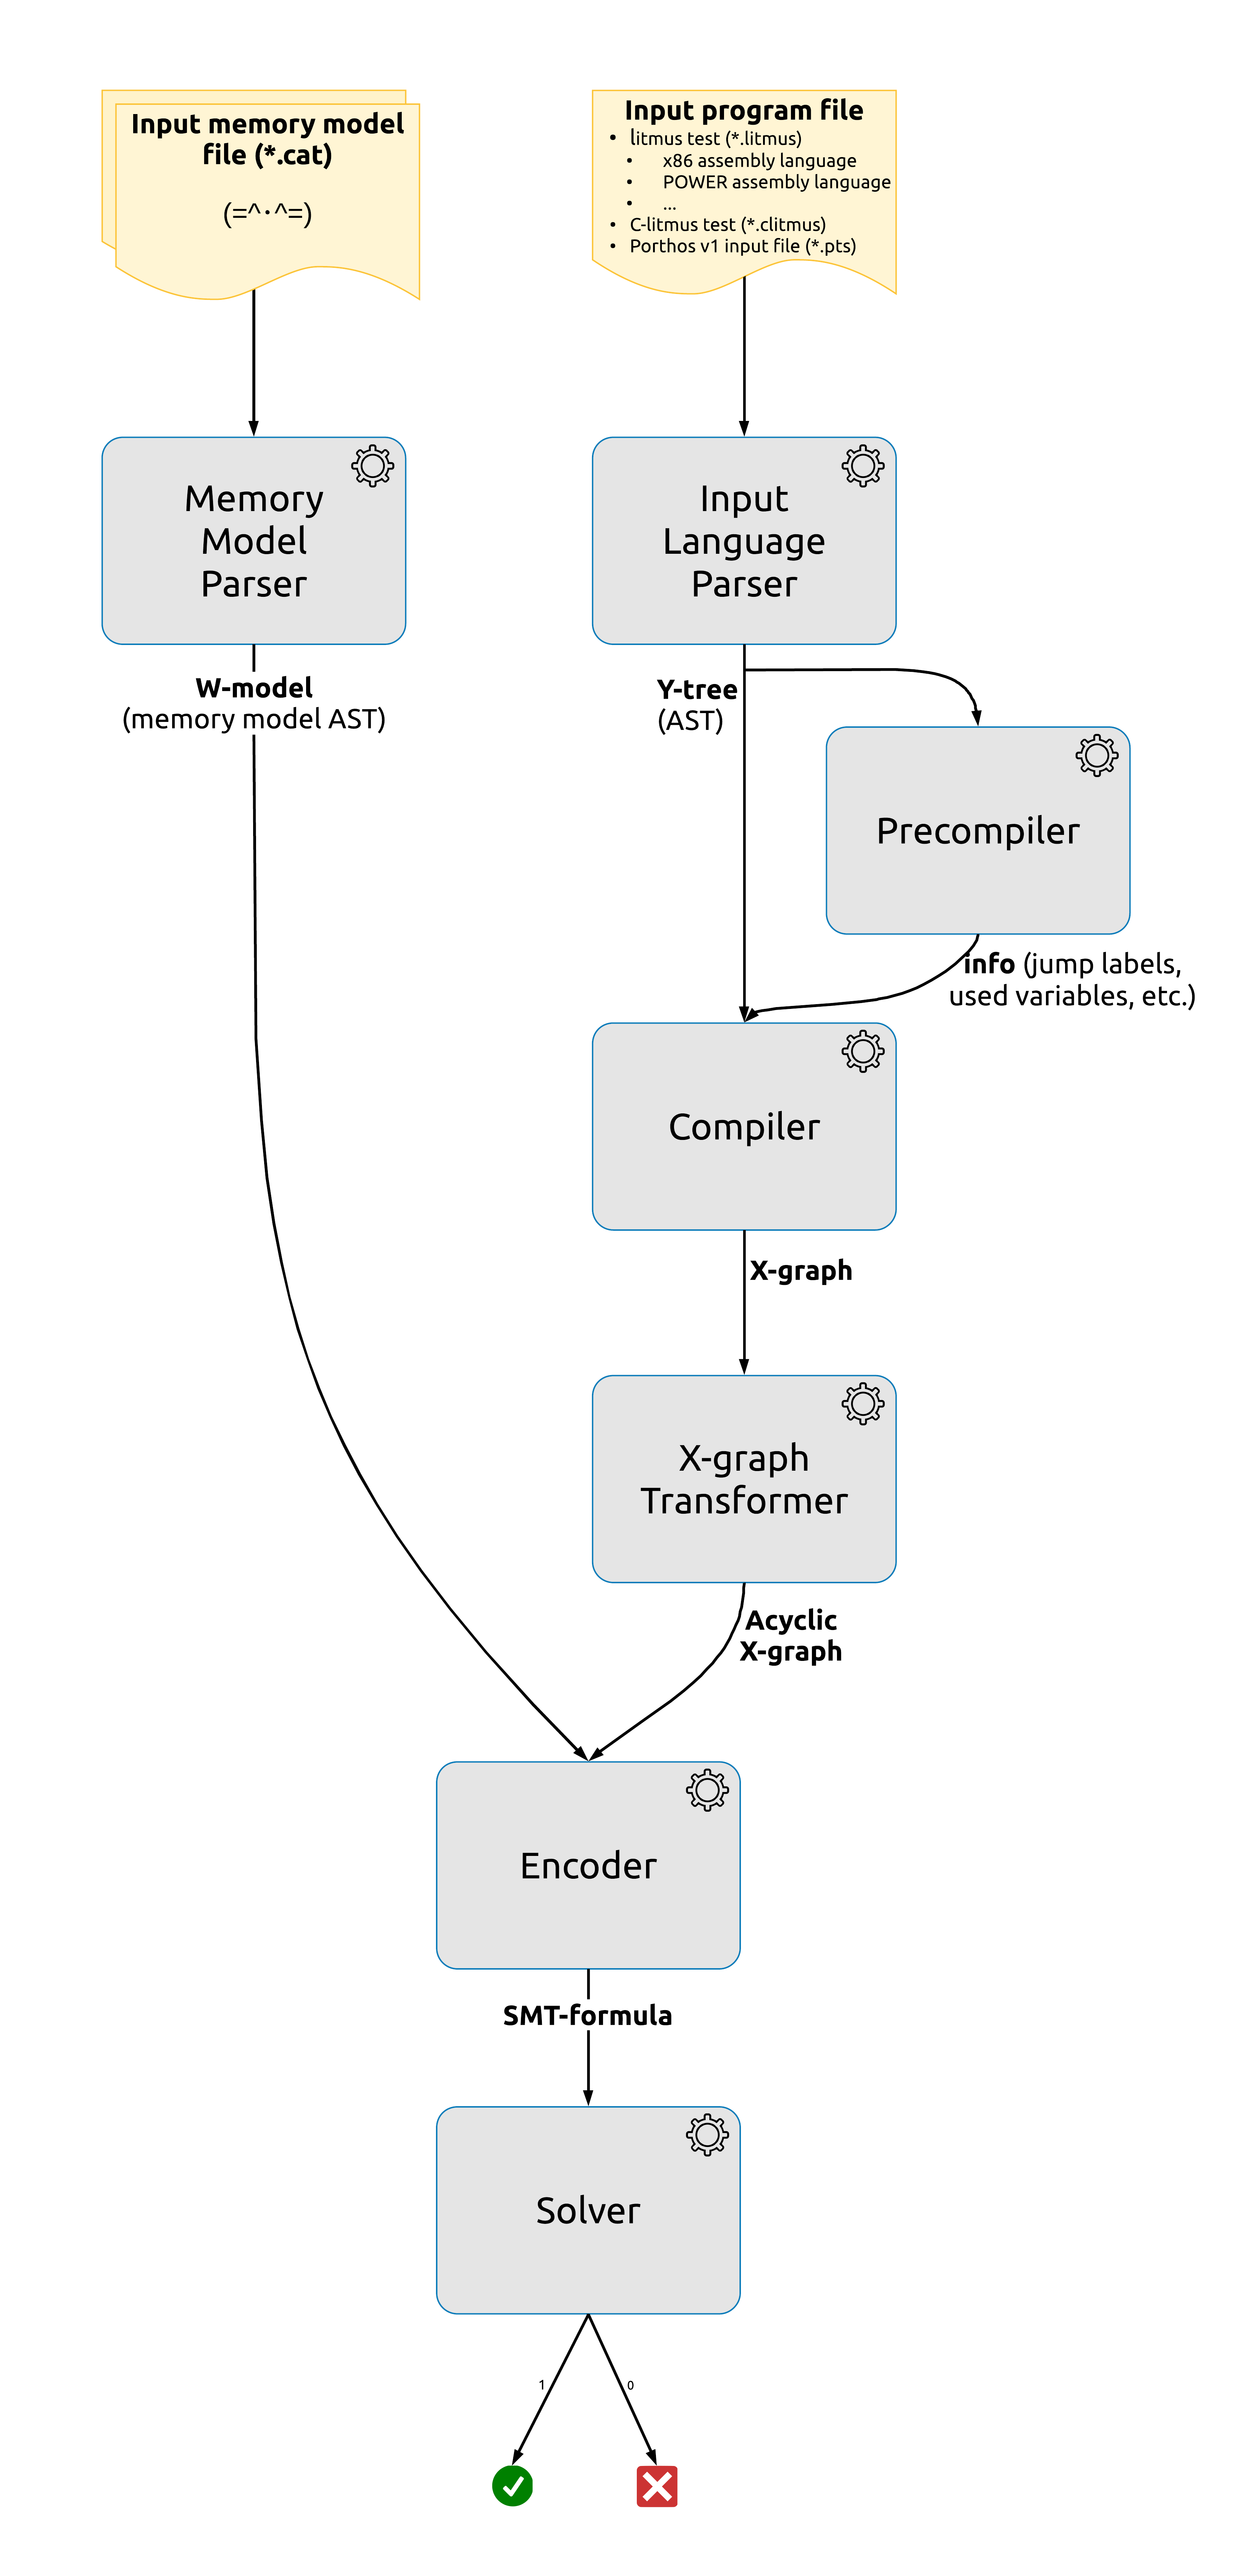 Input memory model
file (*.cat)
(=^·^=)
Input program file
• litmus test (*.litmus)
• x86 assembly language
• POWER assembly language
• ...
• C-litmus test (*.clitmus)
• Porthos v1 input file (*.pts)
Memory
Model
Parser
Input
Language
Parser
W-model
(memory model AST)
Y-tree
(AST)
Precompiler
info (jump labels,
used variables, etc.)
Compiler
X-graph
X-graph
Transformer
Acyclic
X-graph
Encoder
SMT-formula
Solver
1
0